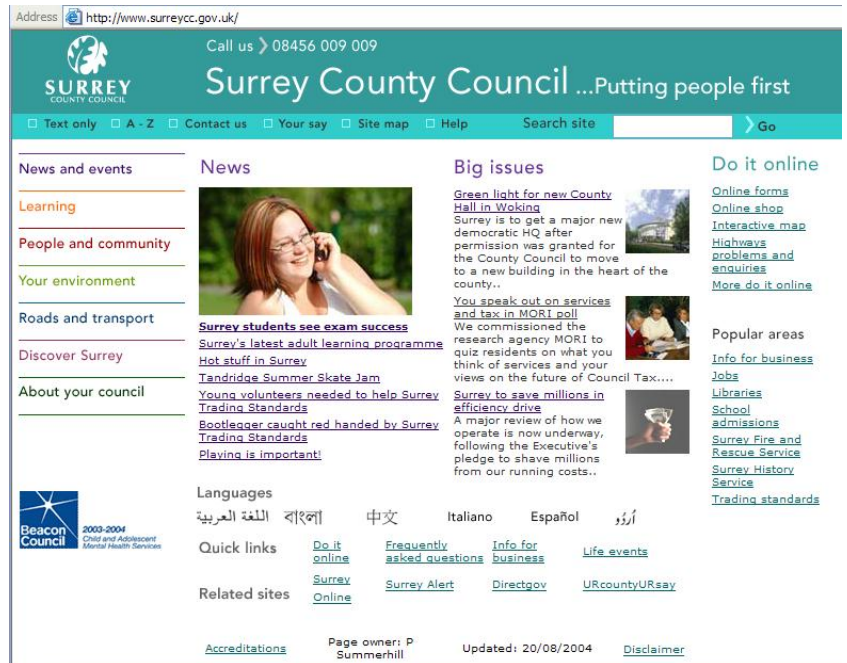 Address http://www.surreycc.gov.uk/
Call us 08456 009 009
SURREY
COUNTY COUNCIL
Surrey County Council ...Putting people first
Text only A - Z Contact us Your say Site map Help Search site Go
News and events
Learning
People and community
Your environment
Roads and transport
Discover Surrey
About your council
Beacon
Council
2003-2004
Child and Adolescent
Mental Health Services
News
Surrey students see exam success
Surrey's latest adult learning programme
Hot stuff in Surrey
Tandridge Summer Skate Jam
Young volunteers needed to help Surrey
Trading Standards
Bootlegger caught red handed by Surrey
Trading Standards
Playing is important!
Big issues
Green light for new County
Hall in Woking
Surrey is to get a major new
democratic HQ after
permission was granted for
the County Council to move
to a new building in the heart of the
county..
You speak out on services
and tax in MORI poll
We commissioned the
research agency MORI to
quiz residents on what you
think of services and your
views on the future of Council Tax....
Surrey to save millions in
efficiency drive
A major review of how we
operate is now underway,
following the Executive's
pledge to shave millions
from our running costs..
Do it online
Online forms
Online shop
Interactive map
Highways
problems and
enquiries
More do it online
Popular areas
Info for business
Jobs
Libraries
School
admissions
Surrey Fire and
Rescue Service
Surrey History
Service
Trading standards
Languages
اللغة العربية বাংলা 中文 Italiano Español اُردُو
Quick links
Do it
online
Frequently
asked questions
Info for
business
Life events
Related sites
Surrey
Online
Surrey Alert
Directgov
URcountyURsay
Accreditations
Page owner: P
Summerhill
Updated: 20/08/2004
Disclaimer